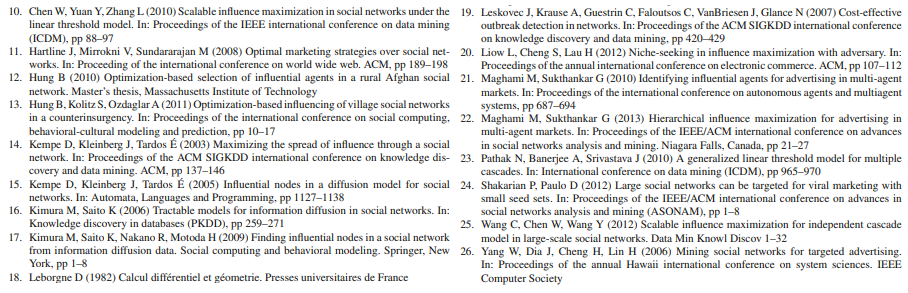 10. Chen W, Yuan Y, Zhang L (2010) Scalable influence maximization in social networks under the
linear threshold model. In: Proceedings of the IEEE international conference on data mining
(ICDM), pp 88–97
11. Hartline J, Mirrokni V, Sundararajan M (2008) Optimal marketing strategies over social net-
works. In: Proceeding of the international conference on world wide web. ACM, pp 189–198
12. Hung B (2010) Optimization-based selection of influential agents in a rural Afghan social
network. Master's thesis, Massachusetts Institute of Technology
13. Hung B, Kolitz S, Ozdaglar A (2011) Optimization-based influencing of village social networks
in a counterinsurgency. In: Proceedings of the international conference on social computing,
behavioral-cultural modeling and prediction, pp 10–17
14. Kempe D, Kleinberg J, Tardos É (2003) Maximizing the spread of influence through a social
network. In: Proceedings of the ACM SIGKDD international conference on knowledge dis-
covery and data mining. ACM, pp 137–146
15. Kempe D, Kleinberg J, Tardos É (2005) Influential nodes in a diffusion model for social
networks. In: Automata, Languages and Programming, pp 1127–1138
16. Kimura M, Saito K (2006) Tractable models for information diffusion in social networks. In:
Knowledge discovery in databases (PKDD), pp 259–271
17. Kimura M, Saito K, Nakano R, Motoda H (2009) Finding influential nodes in a social network
from information diffusion data. Social computing and behavioral modeling. Springer, New
York, pp 1–8
18. Leborgne D (1982) Calcul différentiel et géometrie. Presses universitaires de France
19. Leskovec J, Krause A, Guestrin C, Faloutsos C, VanBriesen J, Glance N (2007) Cost-effective
outbreak detection in networks. In: Proceedings of the ACM SIGKDD international conference
on knowledge discovery and data mining, pp 420–429
20. Liow L, Cheng S, Lau H (2012) Niche-seeking in influence maximization with adversary. In:
Proceedings of the annual international conference on electronic commerce. ACM, pp 107–112
21. Maghami M, Sukthankar G (2010) Identifying influential agents for advertising in multi-agent
markets. In: Proceedings of the international conference on autonomous agents and multiagent
systems, pp 687–694
22. Maghami M, Sukthankar G (2013) Hierarchical influence maximization for advertising in
multi-agent markets. In: Proceedings of the IEEE/ACM international conference on advances
in social networks analysis and mining. Niagara Falls, Canada, pp 21–27
23. Pathak N, Banerjee A, Srivastava J (2010) A generalized linear threshold model for multiple
cascades. In: International conference on data mining (ICDM), pp 965–970
24. Shakarian P, Paulo D (2012) Large social networks can be targeted for viral marketing with
small seed sets. In: Proceedings of the IEEE/ACM international conference on advances in
social networks analysis and mining (ASONAM), pp 1–8
25. Wang C, Chen W, Wang Y (2012) Scalable influence maximization for independent cascade
model in large-scale social networks. Data Min Knowl Discov 1–32
26. Yang W, Dia J, Cheng H, Lin H (2006) Mining social networks for targeted advertising.
In: Proceedings of the annual Hawaii international conference on system sciences. IEEE
Computer Society